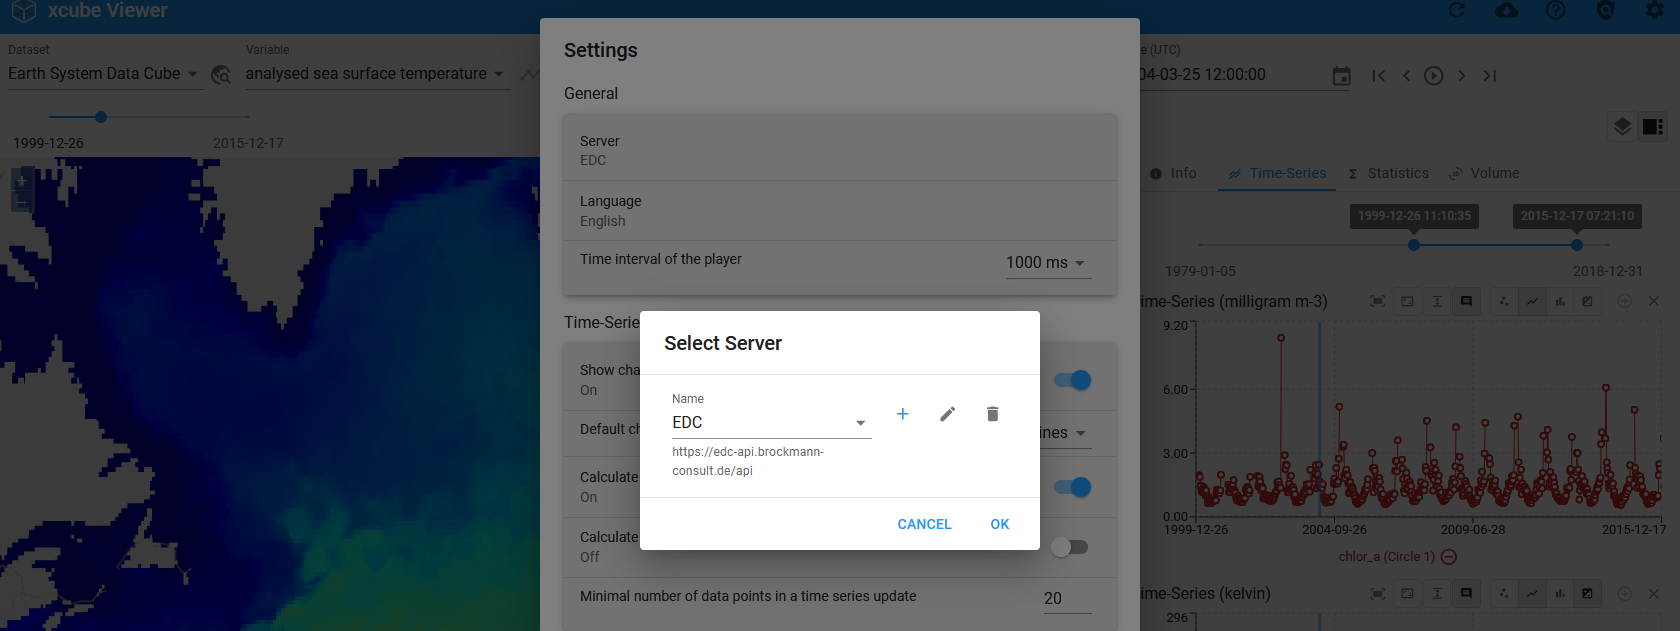 xcube Viewer
Dataset
Earth System Data Cube
Variable
analysed sea surface temperature
1999-12-26
2015-12-17
+
−
Settings
General
Server
EDC
Language
English
Time interval of the player
1000 ms
Time-Serie
Show cha
On
Default ch
ines
Calculate
On
Calculate
Off
Minimal number of data points in a time series update
20
Select Server
Name
EDC
https://edc-api.brockmann-
consult.de/api
CANCEL
OK
e (UTC)
04-03-25 12:00:00
Info
Time-Series
Statistics
Volume
1999-12-26 11:10:35
2015-12-17 07:21:10
1979-01-05
2018-12-31
ime-Series (milligram m-3)
9.20
6.00
3.00
0.00
1999-12-26
2004-09-26
2009-06-28
2015-12-17
chlor_a (Circle 1)
ime-Series (kelvin)
296